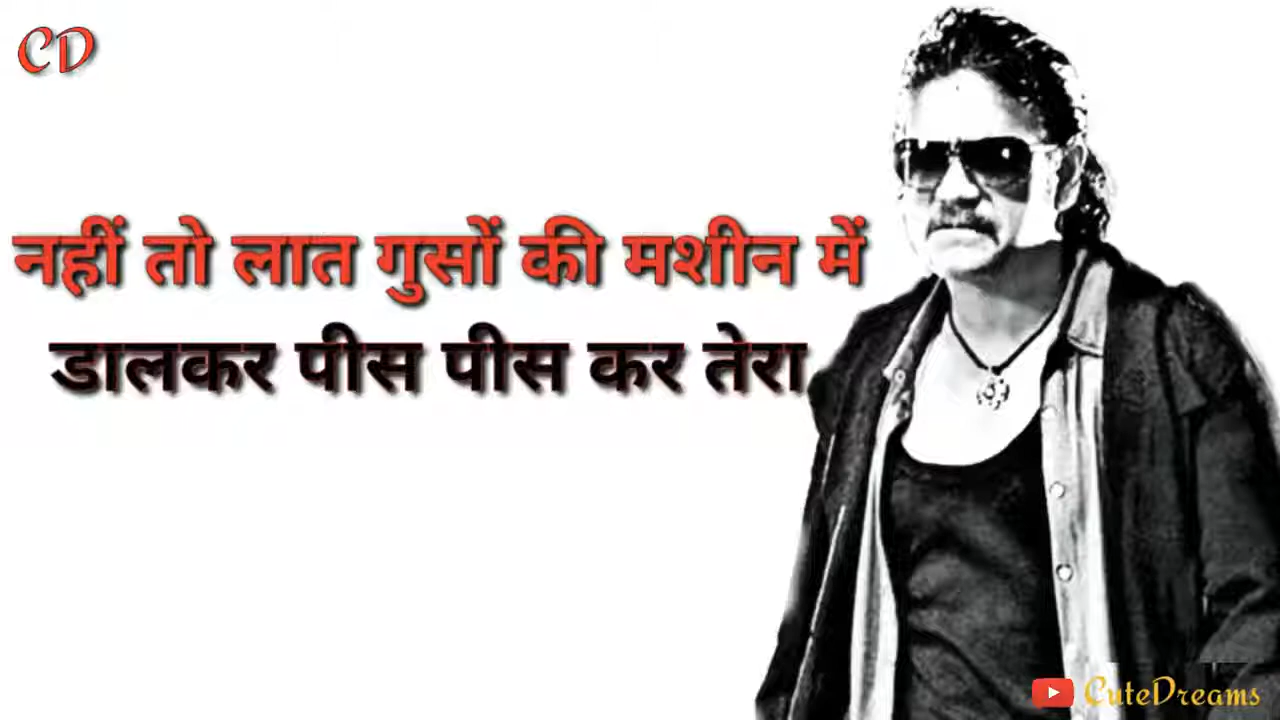 CD
नहीं तो लात गुसों की मशीन में
डालकर पीस पीस कर तेरा
CuteDreams